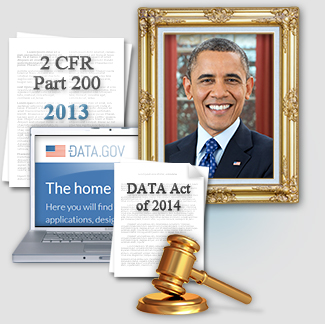 2 CFR
Part 200
2013
DATA.GOV
The home
Here you will find
applications, desig
DATA Act
of 2014